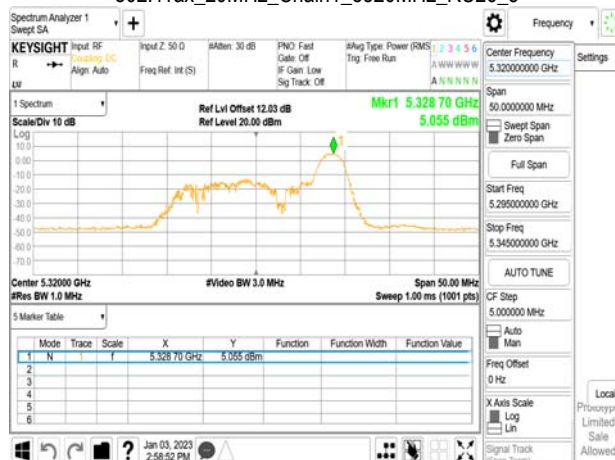 Spectrum Analyzer 1
Swept SA
+
Frequency
KEYSIGHT
R
Input: RF
Coupling: DC
Align: Auto
Input Z: 50 Ω
Freq Ref: Int (S)
#Atten: 30 dB
PNO: Fast
Gate: Off
IF Gain: Low
Sig Track: Off
#Avg Type: Power (RMS
Trig: Free Run
1 2 3 4 5 6
A W W W W W
A N N N N N
Center Frequency
5.320000000 GHz
Settings
Span
50.0000000 MHz
Swept Span
Zero Span
Full Span
Start Freq
5.295000000 GHz
Stop Freq
5.345000000 GHz
AUTO TUNE
CF Step
5.000000 MHz
Auto
Man
Freq Offset
0 Hz
X Axis Scale
Log
Lin
Signal Track
Local
Prototype
Limited
Sale
Allowed
1 Spectrum
Scale/Div 10 dB
Ref Lvl Offset 12.03 dB
Ref Level 20.00 dBm
Mkr1 5.328 70 GHz
5.055 dBm
Log
10.0
0.00
-10.0
-20.0
-30.0
-40.0
-50.0
-60.0
-70.0
1
Center 5.32000 GHz
#Res BW 1.0 MHz
#Video BW 3.0 MHz
Span 50.00 MHz
Sweep 1.00 ms (1001 pts)
5 Marker Table
Mode Trace Scale X Y Function Function Width Function Value
1 N 1 f 5.328 70 GHz 5.055 dBm
2
3
4
5
6
?
Jan 03, 2023
2:58:52 PM